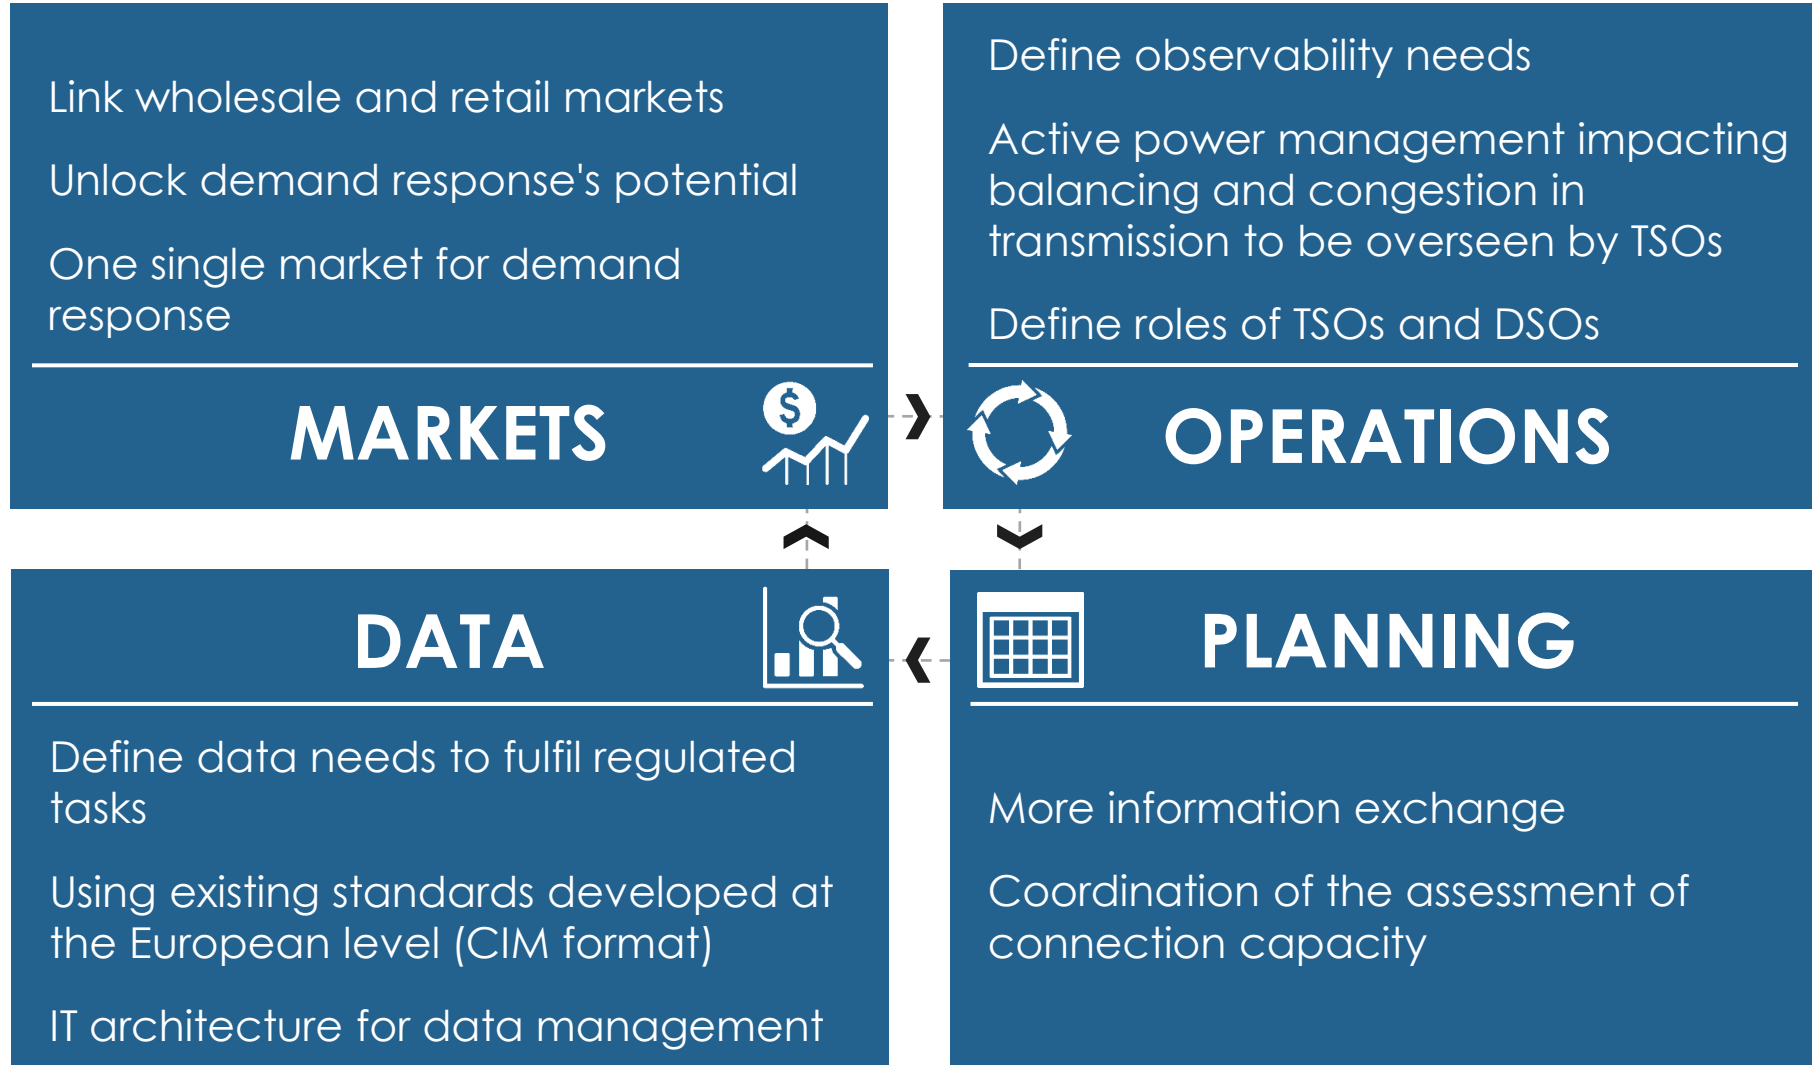 Link wholesale and retail markets
Unlock demand response's potential
One single market for demand
response
MARKETS
$
Define observability needs
Active power management impacting
balancing and congestion in
transmission to be overseen by TSOs
Define roles of TSOs and DSOs
OPERATIONS
DATA
Define data needs to fulfil regulated
tasks
Using existing standards developed at
the European level (CIM format)
IT architecture for data management
PLANNING
More information exchange
Coordination of the assessment of
connection capacity